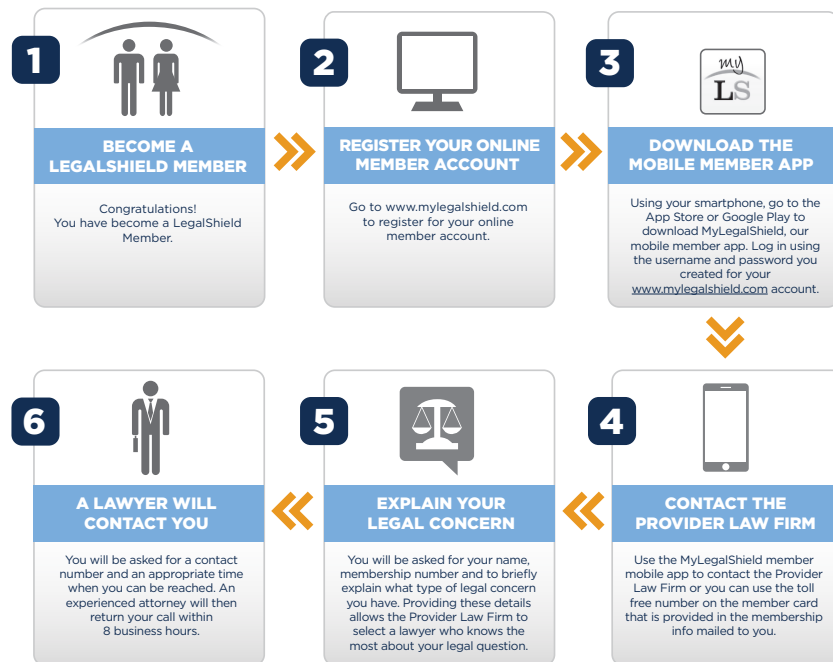 1
BECOME A
LEGALSHIELD MEMBER
Congratulations!
You have become a LegalShield
Member.
2
REGISTER YOUR ONLINE
MEMBER ACCOUNT
Go to www.mylegalshield.com
to register for your online
member account.
3
my
LS
DOWNLOAD THE
MOBILE MEMBER APP
Using your smartphone, go to the
App Store or Google Play to
download MyLegalShield, our
mobile member app. Log in using
the username and password you
created for your
www.mylegalshield.com account.
4
CONTACT THE
PROVIDER LAW FIRM
Use the MyLegalShield member
mobile app to contact the Provider
Law Firm or you can use the toll
free number on the member card
that is provided in the membership
info mailed to you.
5
EXPLAIN YOUR
LEGAL CONCERN
You will be asked for your name,
membership number and to briefly
explain what type of legal concern
you have. Providing these details
allows the Provider Law Firm to
select a lawyer who knows the
most about your legal question.
6
A LAWYER WILL
CONTACT YOU
You will be asked for a contact
number and an appropriate time
when you can be reached. An
experienced attorney will then
return your call within
8 business hours.